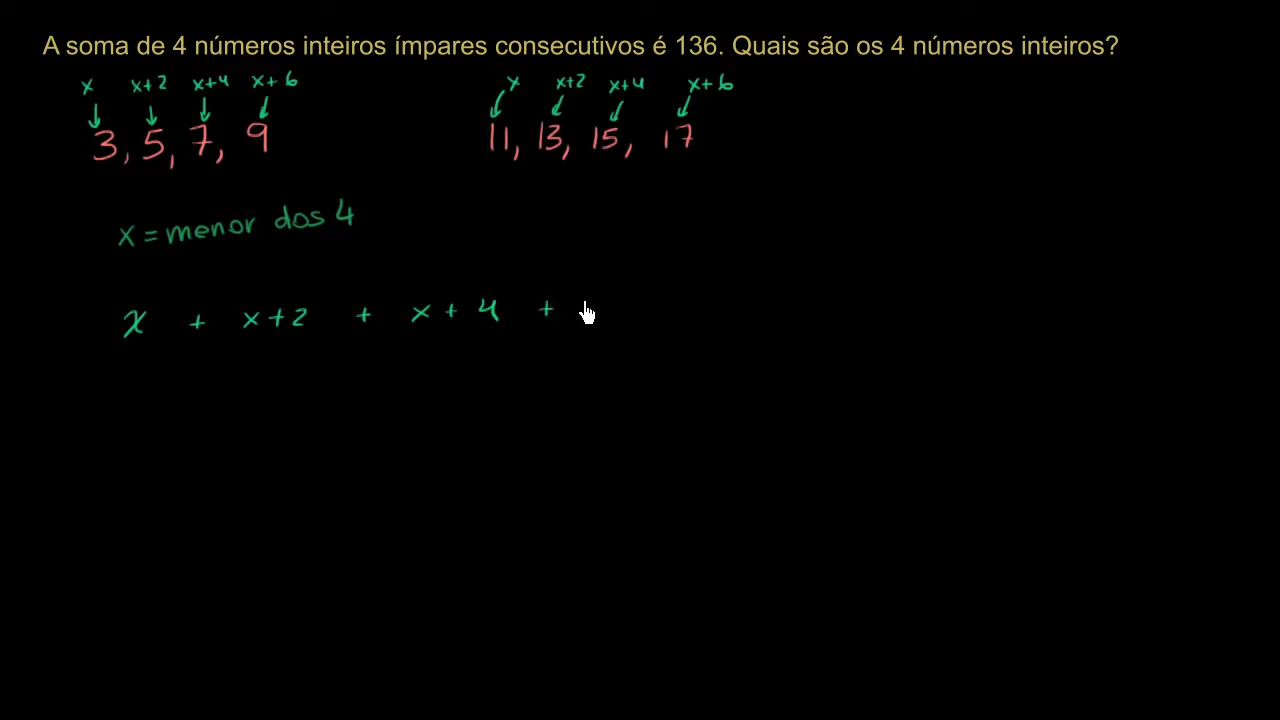 A soma de 4 números inteiros ímpares consecutivos é 136. Quais são os 4 números inteiros?
x x+2 x+4 x+6 x x+2 x+4 x+6
3, 5, 7, 9 11, 13, 15, 17
x = menor dos 4
x + x+2 + x+4 +